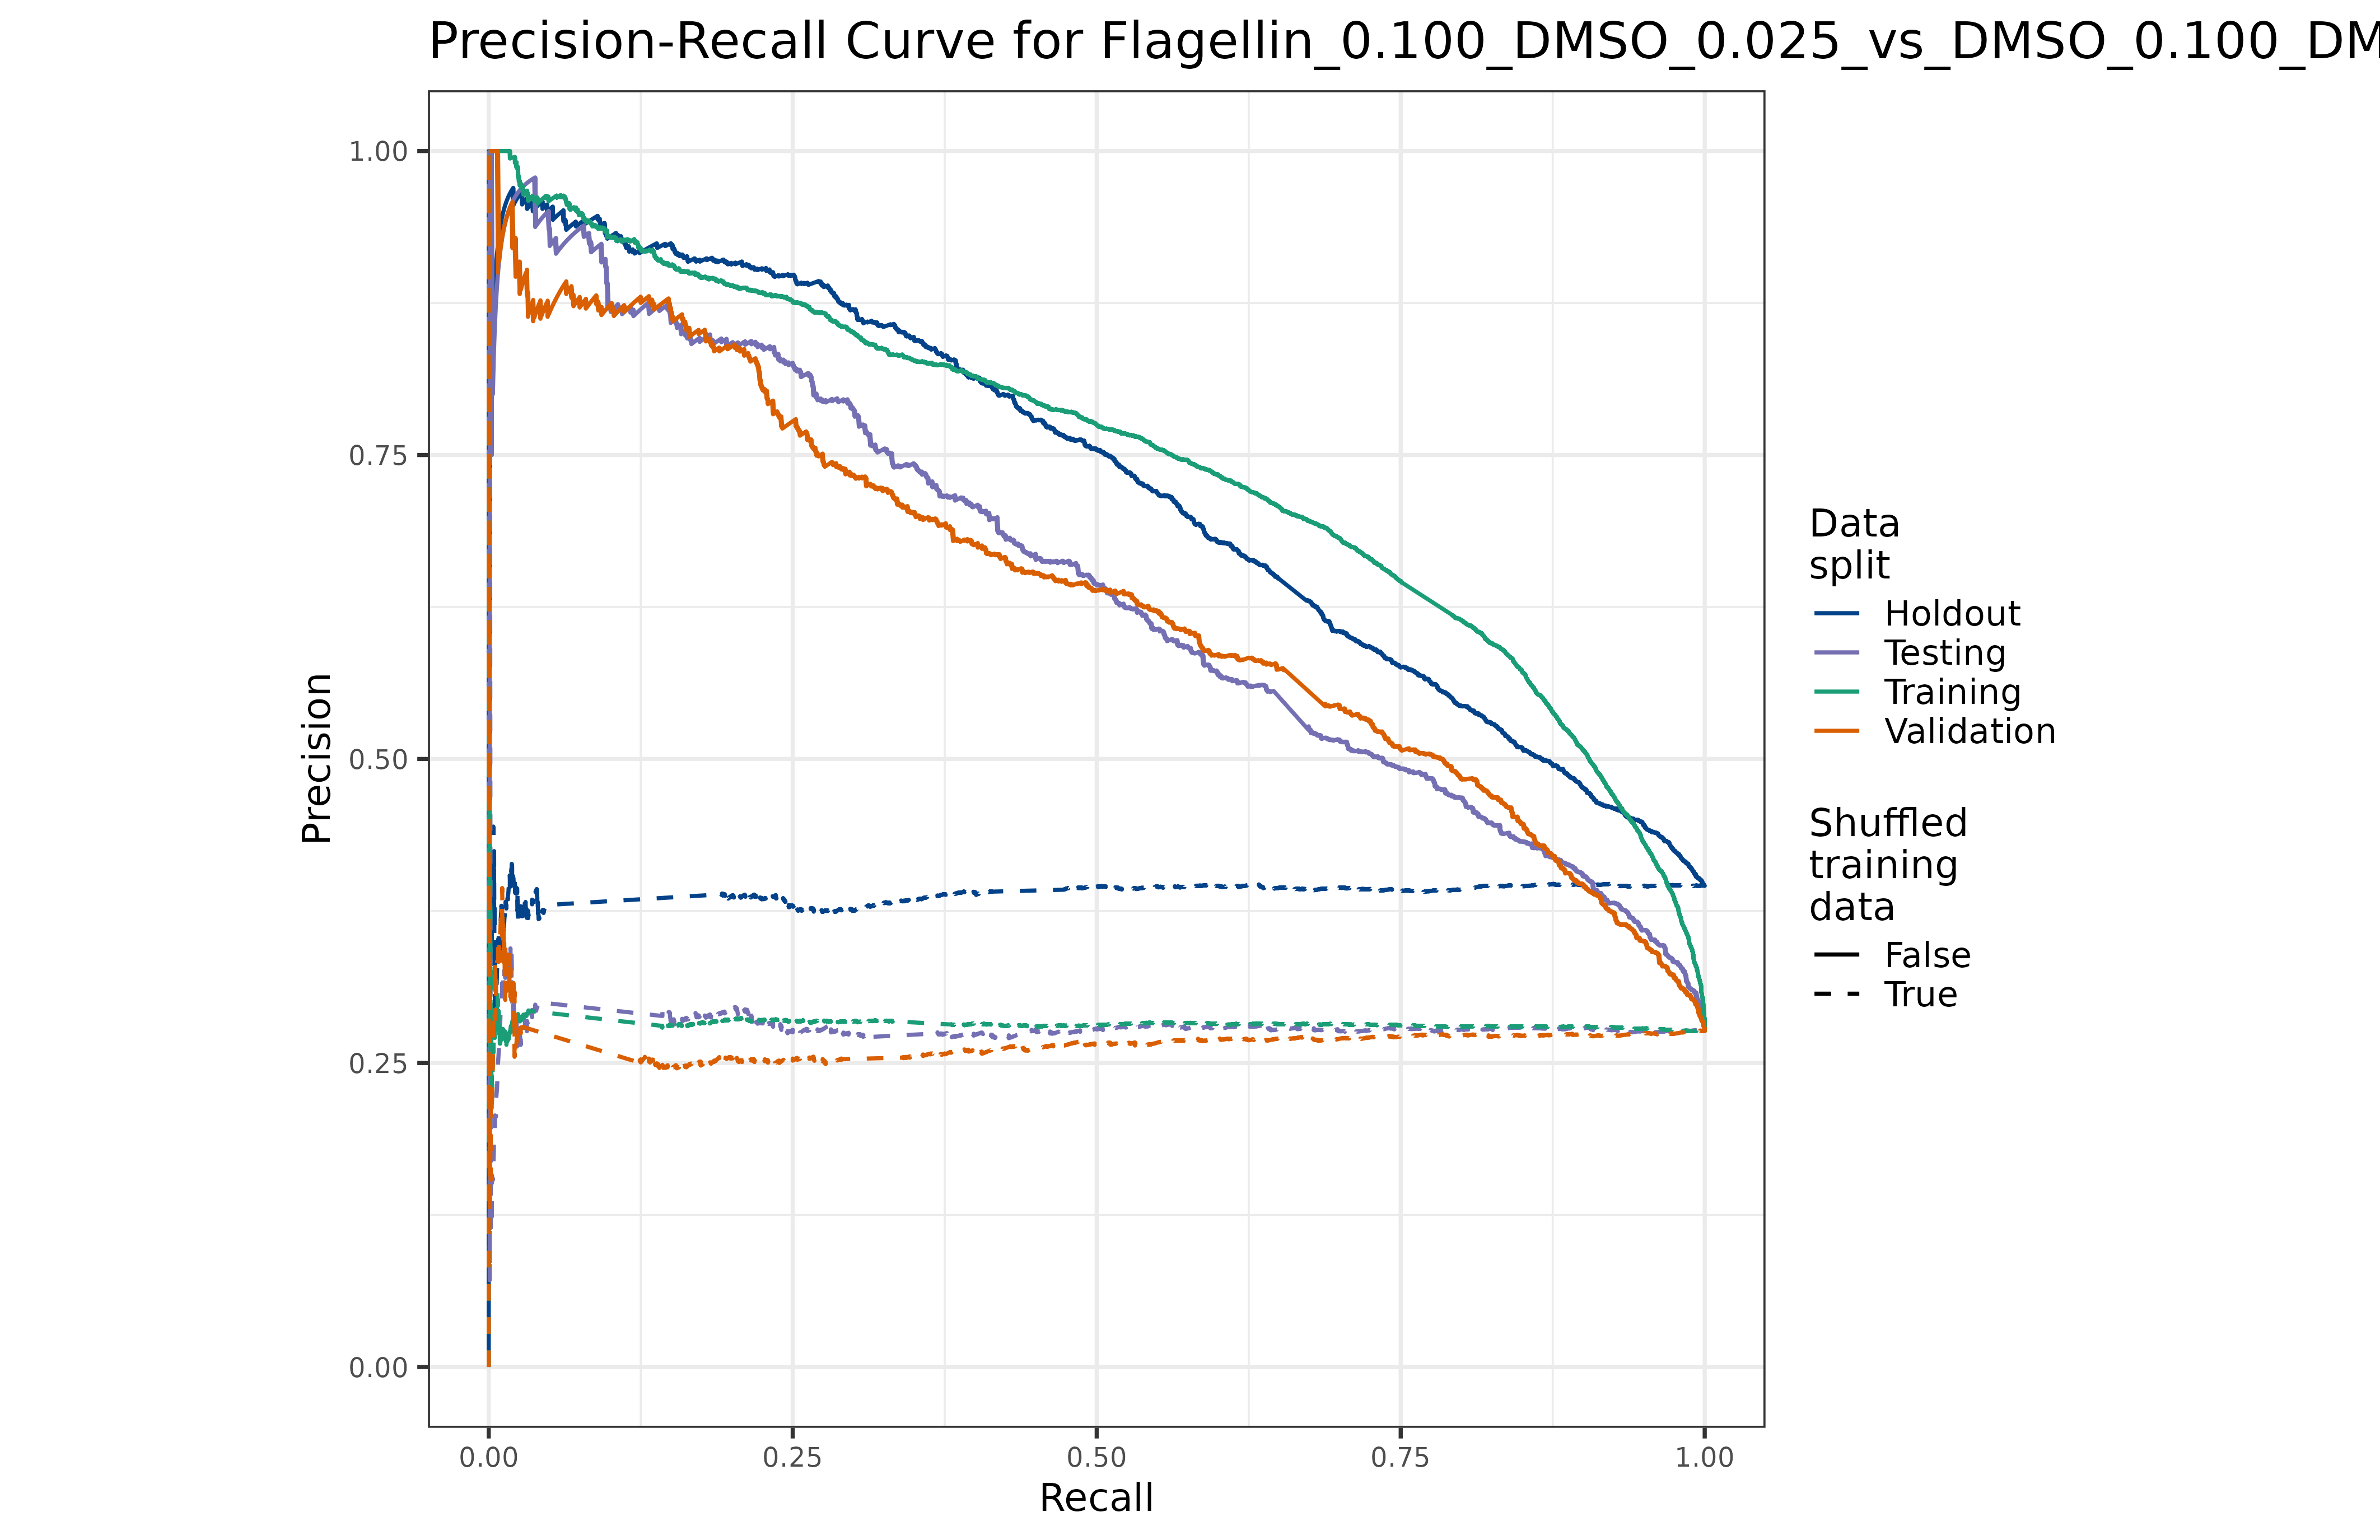 Precision-Recall Curve for Flagellin_0.100_DMSO_0.025_vs_DMSO_0.100_DM
1.00
0.75
0.50
0.25
0.00
Precision
0.00 0.25 0.50 0.75 1.00
Recall
Data
split
Holdout
Testing
Training
Validation
Shuffled
training
data
False
True